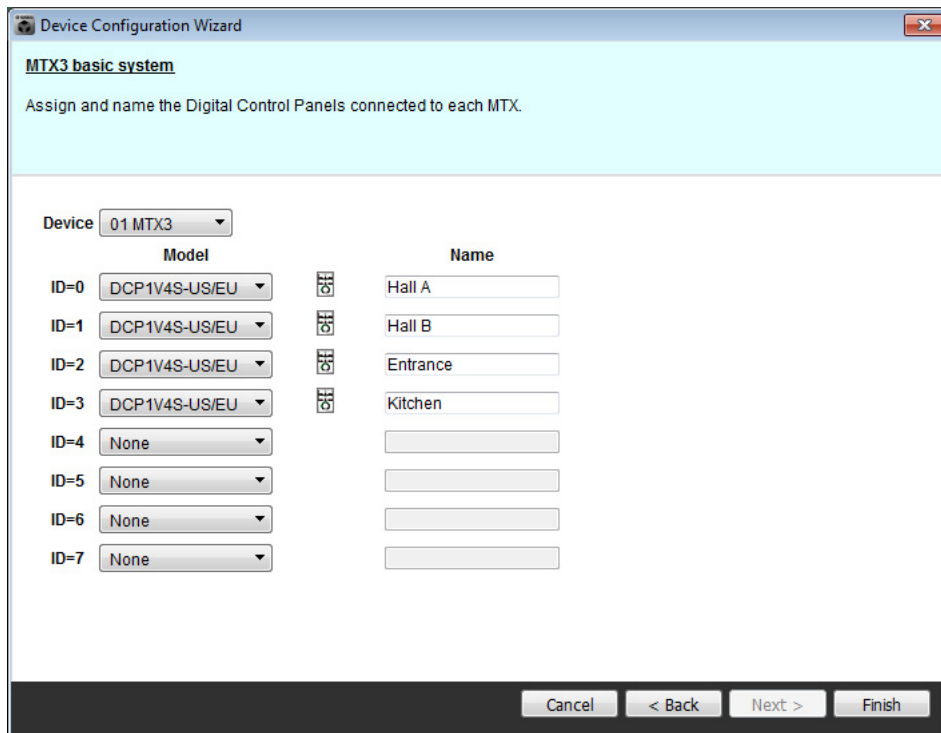 Device Configuration Wizard
MTX3 basic system
Assign and name the Digital Control Panels connected to each MTX.
Device 01 MTX3
Model Name
ID=0 DCP1V4S-US/EU Hall A
ID=1 DCP1V4S-US/EU Hall B
ID=2 DCP1V4S-US/EU Entrance
ID=3 DCP1V4S-US/EU Kitchen
ID=4 None
ID=5 None
ID=6 None
ID=7 None
Cancel < Back Next > Finish